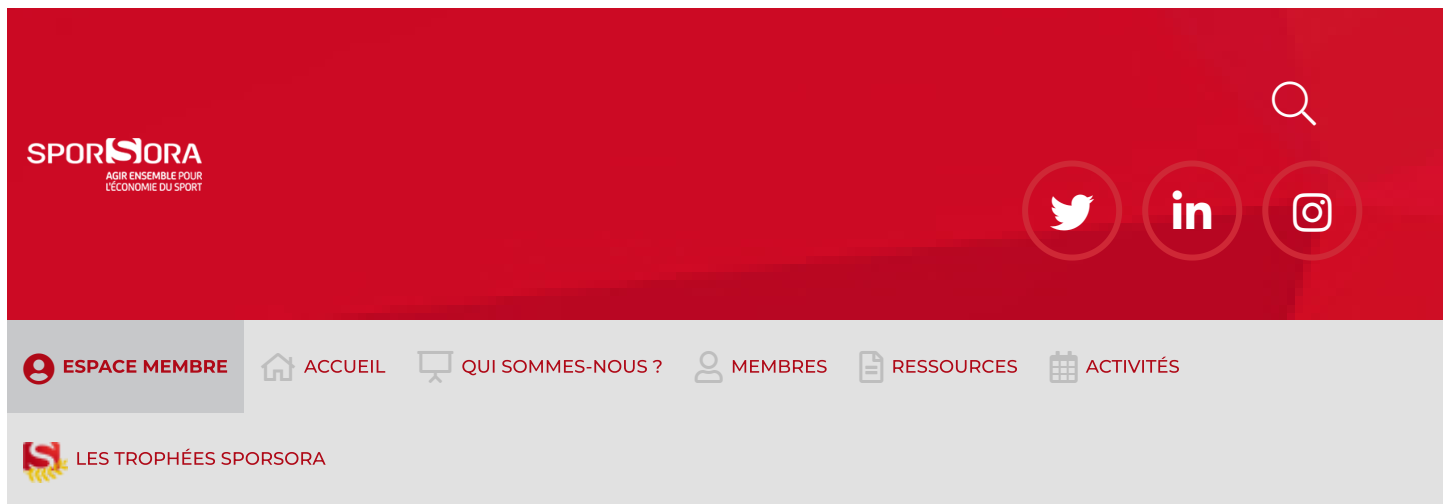 SPORSORA
AGIR ENSEMBLE POUR
L'ÉCONOMIE DU SPORT
ESPACE MEMBRE ACCUEIL QUI SOMMES-NOUS ? MEMBRES RESSOURCES ACTIVITÉS
LES TROPHÉES SPORSORA